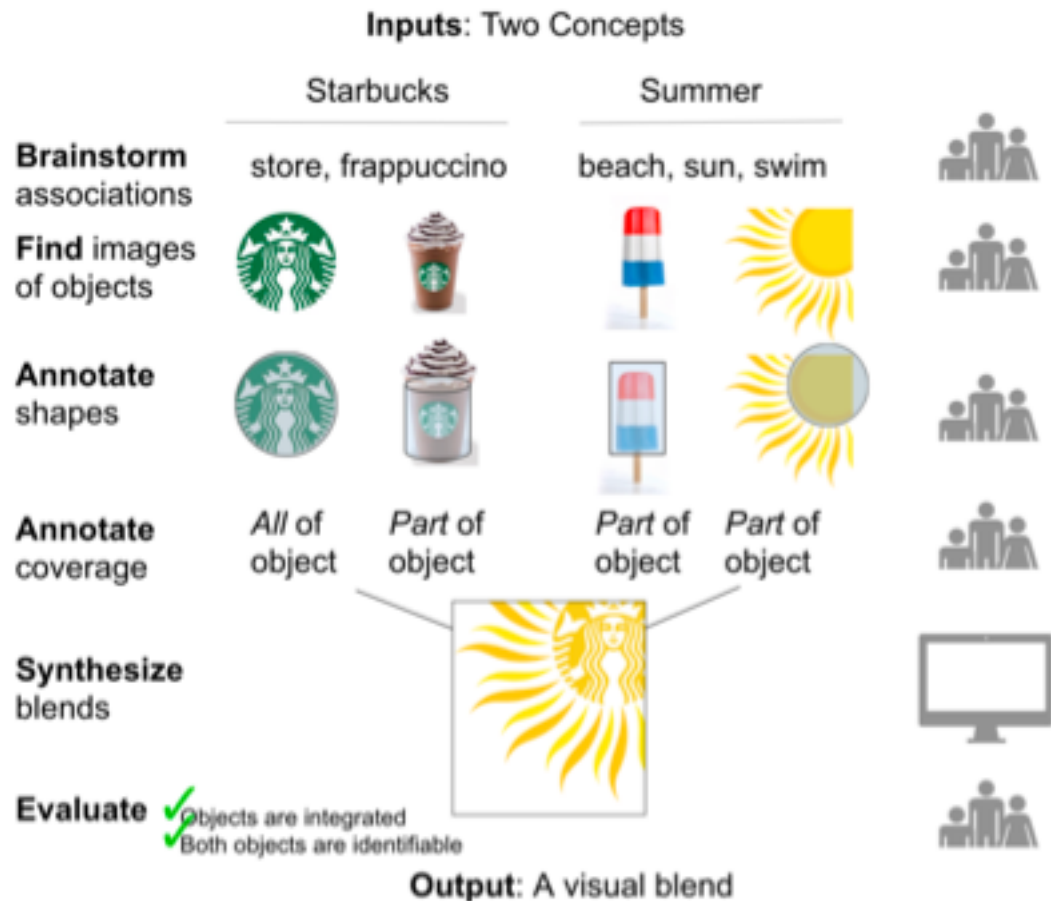 Inputs: Two Concepts
Starbucks Summer
Brainstorm
associations
store, frappuccino beach, sun, swim
Find images
of objects
Annotate
shapes
Annotate
coverage
All of
object
Part of
object
Part of
object
Part of
object
Synthesize
blends
Evaluate
Objects are integrated
Both objects are identifiable
Output: A visual blend